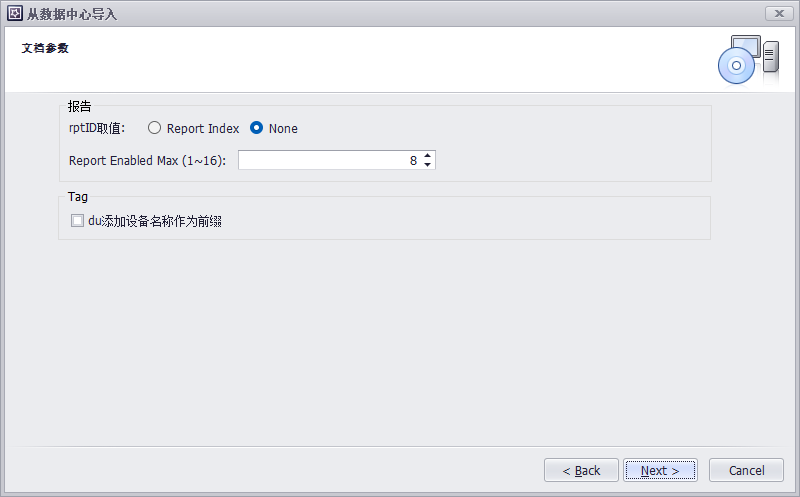 从数据中心导入
文档参数
报告
rptID取值: Report Index None
Report Enabled Max (1~16): 8
Tag
du添加设备名称作为前缀
< Back Next > Cancel